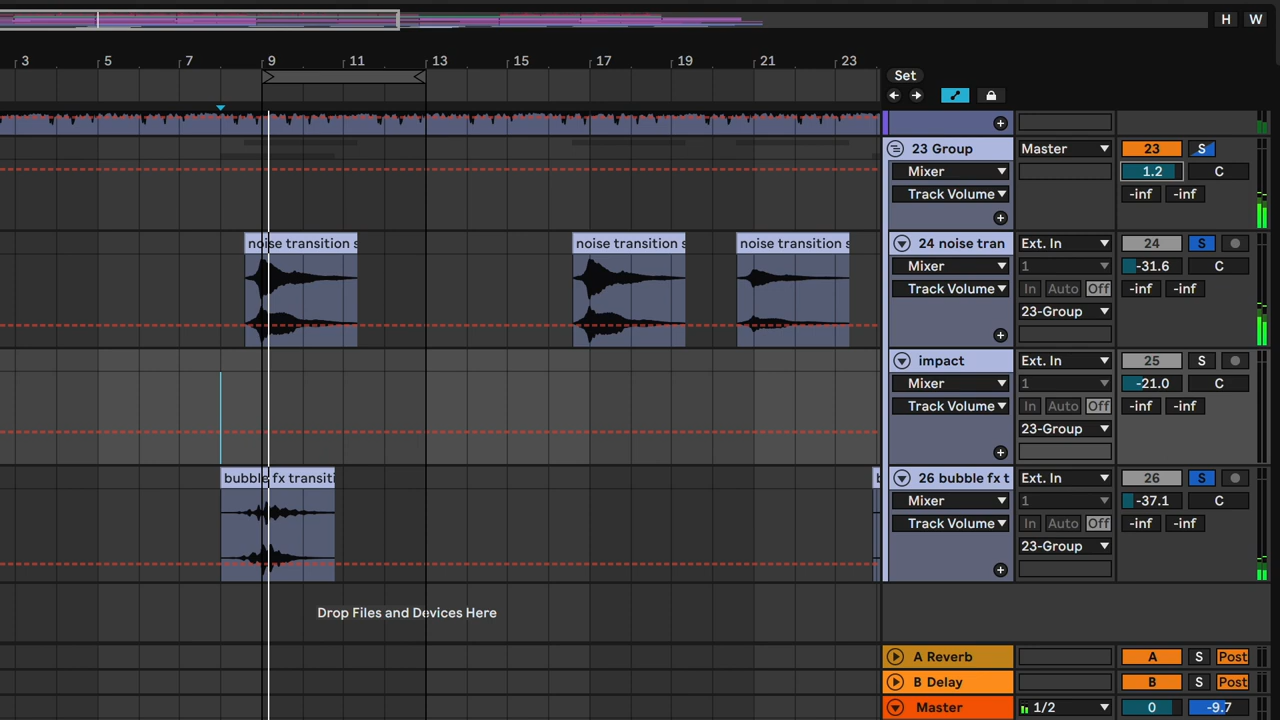 H W
3 5 7 9 11 13 15 17 19 21 23
Set
23 Group Master 23 S
Mixer 1.2 C
Track Volume -inf -inf
noise transition s noise transition s noise transition s 24 noise tran Ext. In 24 S
Mixer 1 -31.6 C
Track Volume In Auto Off -inf -inf
23-Group
impact Ext. In 25 S
Mixer 1 -21.0 C
Track Volume In Auto Off -inf -inf
23-Group
bubble fx transiti b 26 bubble fx t Ext. In 26 S
Mixer 1 -37.1 C
Track Volume In Auto Off -inf -inf
23-Group
Drop Files and Devices Here
A Reverb A S Post
B Delay B S Post
Master 1/2 0 -9.7